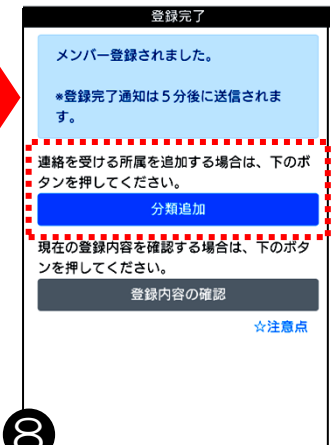 登録完了
メンバー登録されました。
※登録完了通知は５分後に送信されま
す。
連絡を受ける所属を追加する場合は、下のボ
タンを押してください。
分類追加
現在の登録内容を確認する場合は、下のボタ
ンを押してください。
登録内容の確認
☆注意点
8